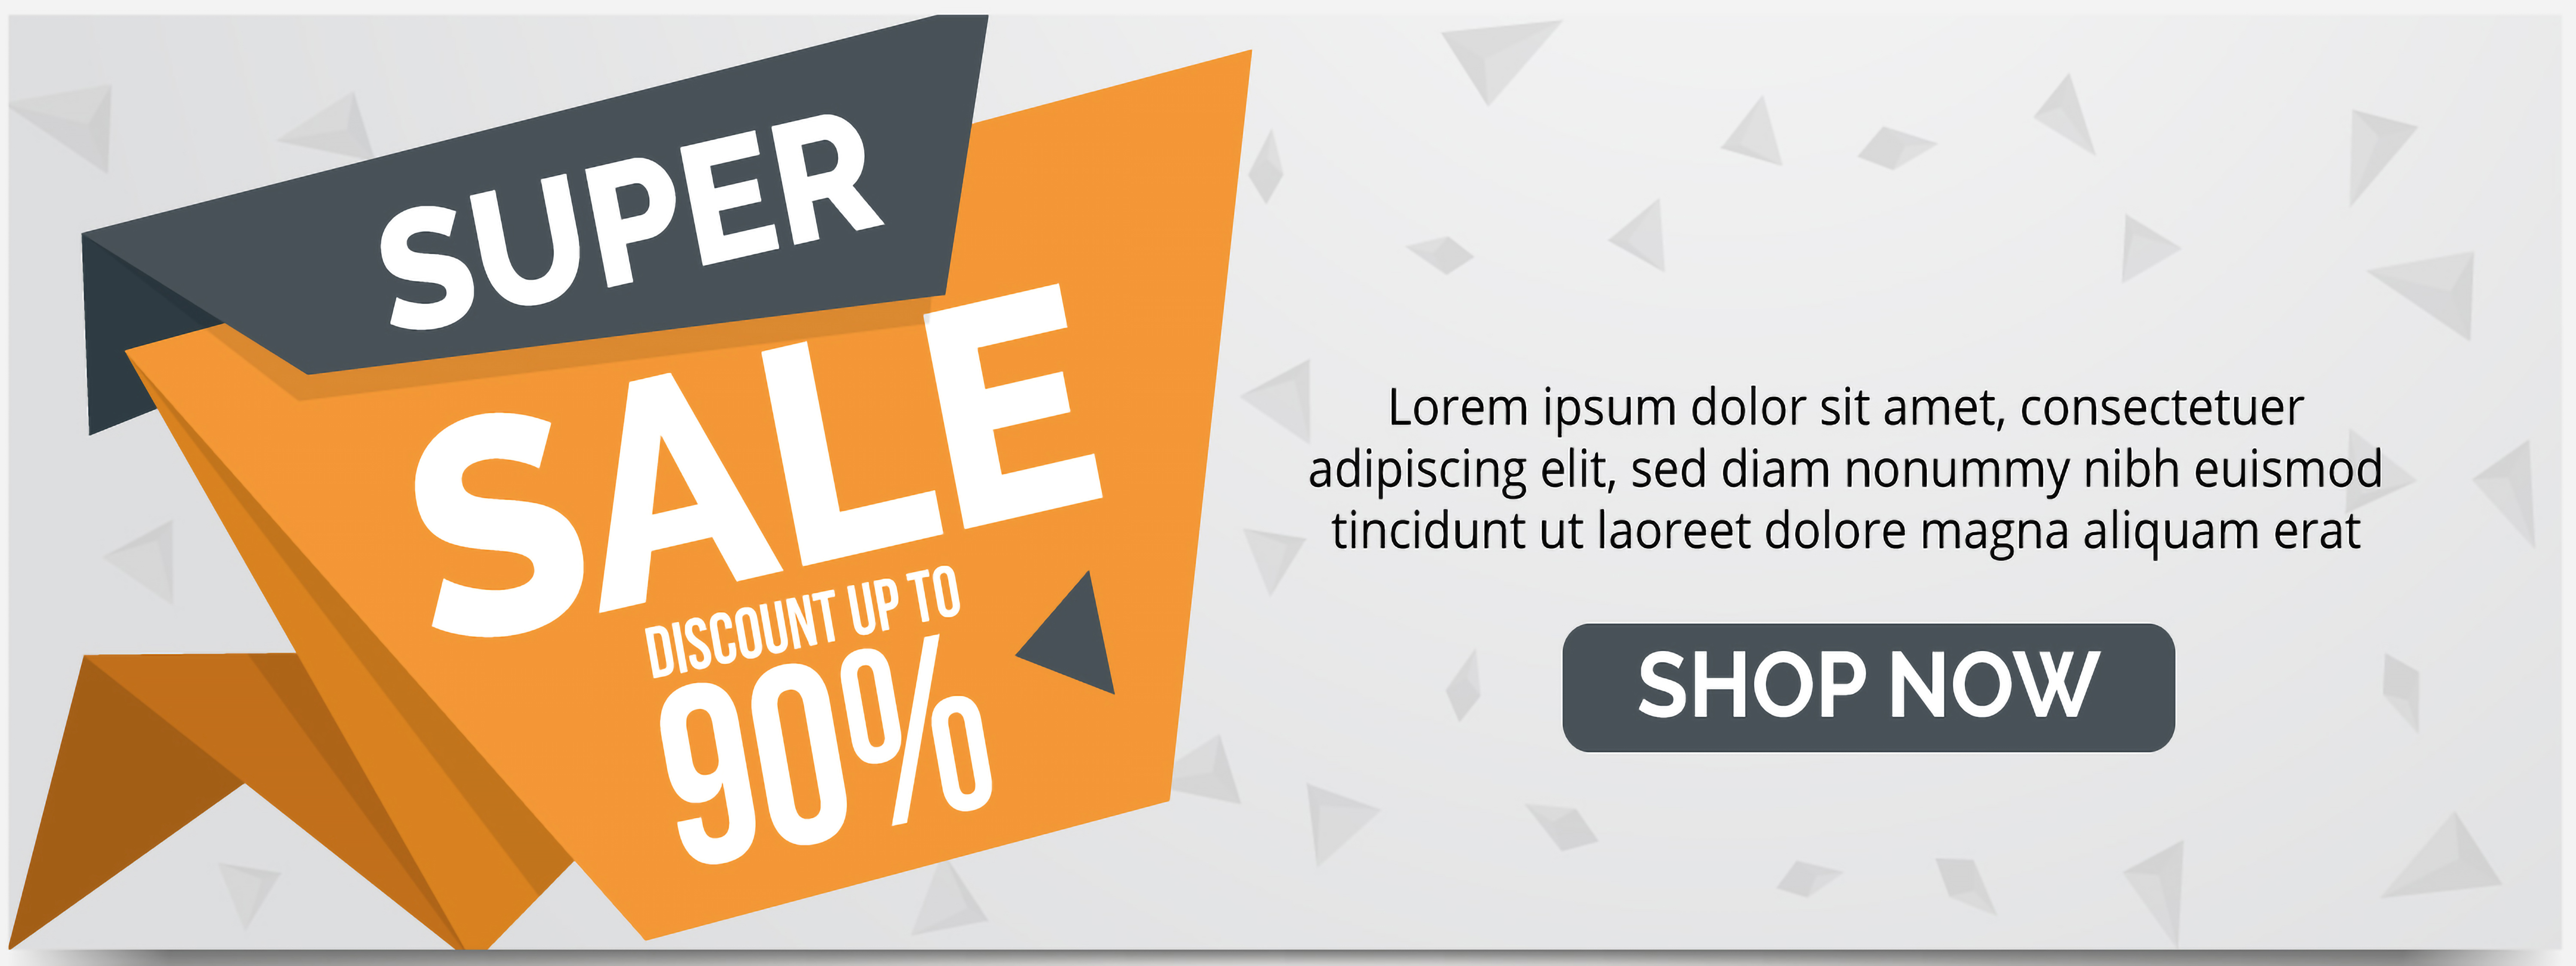 SUPER
SALE
DISCOUNT UP TO
90%
Lorem ipsum dolor sit amet, consectetuer
adipiscing elit, sed diam nonummy nibh euismod
tincidunt ut laoreet dolore magna aliquam erat
SHOP NOW